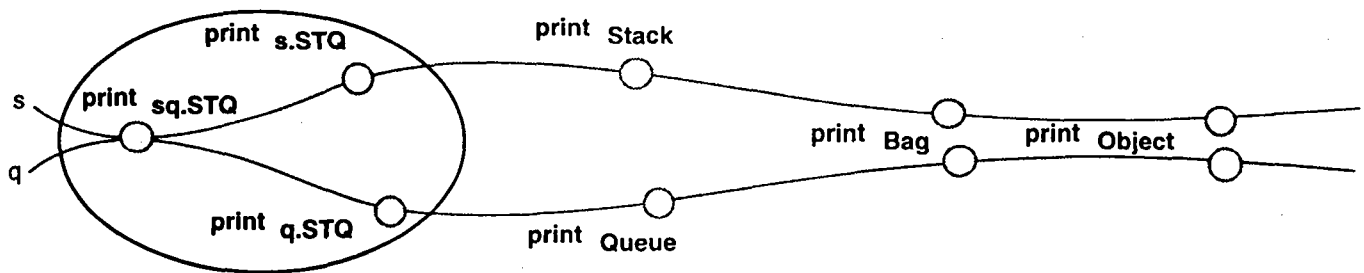 print s.STQ
print Stack
print sq.STQ
s
q
print Bag
print Object
print q.STQ
print Queue